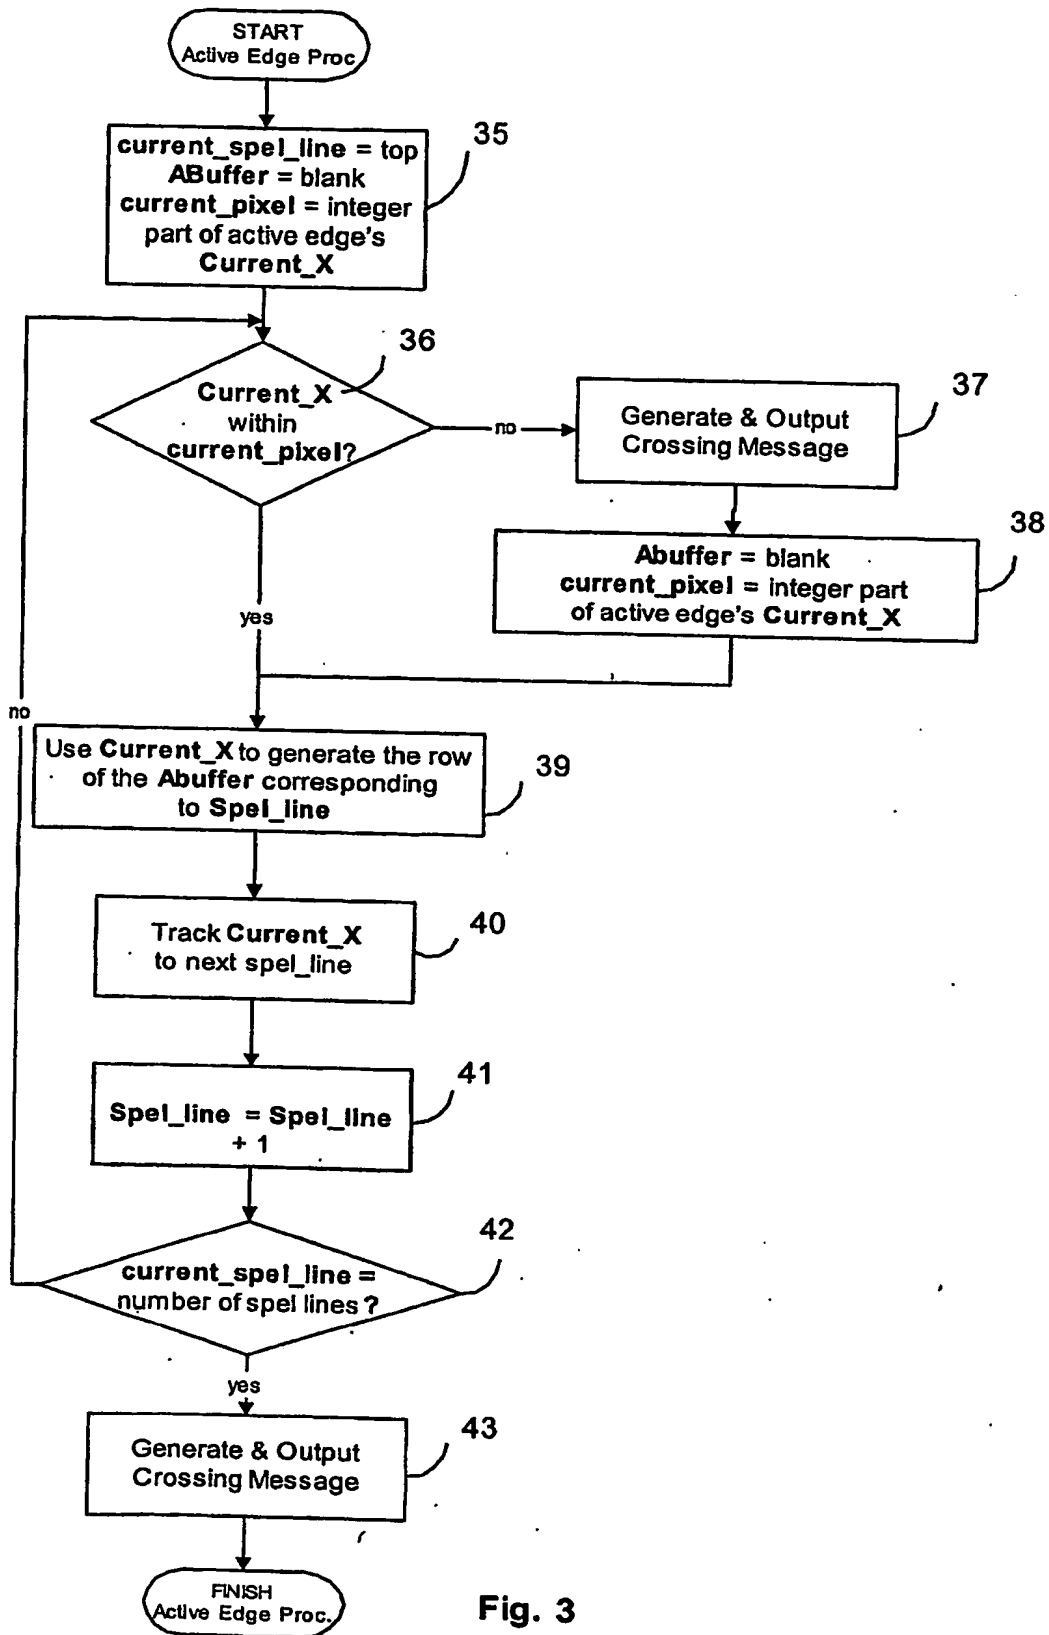 START
Active Edge Proc
current_spel_line = top
ABuffer = blank
current_pixel = integer
part of active edge's
Current_X
35
Current_X
within
current_pixel?
36
no
Generate & Output
Crossing Message
37
Abuffer = blank
current_pixel = integer part
of active edge's Current_X
38
yes
no
Use Current_X to generate the row
of the Abuffer corresponding
to Spel_line
39
Track Current_X
to next spel_line
40
Spel_line = Spel_line
+ 1
41
current_spel_line =
number of spel lines ?
42
yes
Generate & Output
Crossing Message
43
FINISH
Active Edge Proc.
Fig. 3